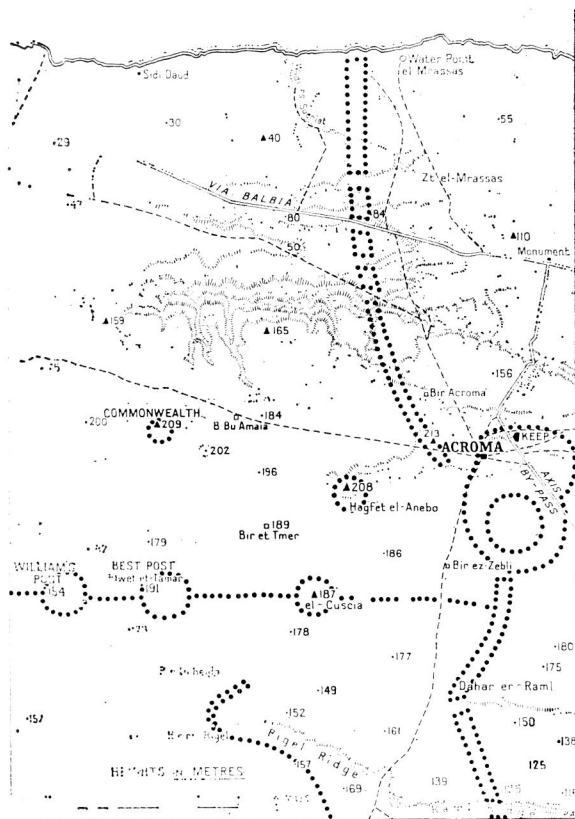 Water Point
el Mrassas
Sidi Daud
30
40
55
29
Zt el-Mrassas
VIA BALBIA
47
80
84
110
50
Monument
159
165
156
Bir Acroma
COMMONWEALTH
200
209
B Bu Amaia
184
213
ACROMA
KEEP
202
196
208
AXIS
BY-PASS
Hagfet el-Anebo
189
Bir et Tmer
179
186
WILLIAM'S
POST
BEST POST
154
191
Bir ez-Zebli
187
el-Cuscia
178
177
180
175
149
Dahar er-Raml
152
157
150
161
138
Rigel Ridge
157
125
169
139
HEIGHTS IN METRES